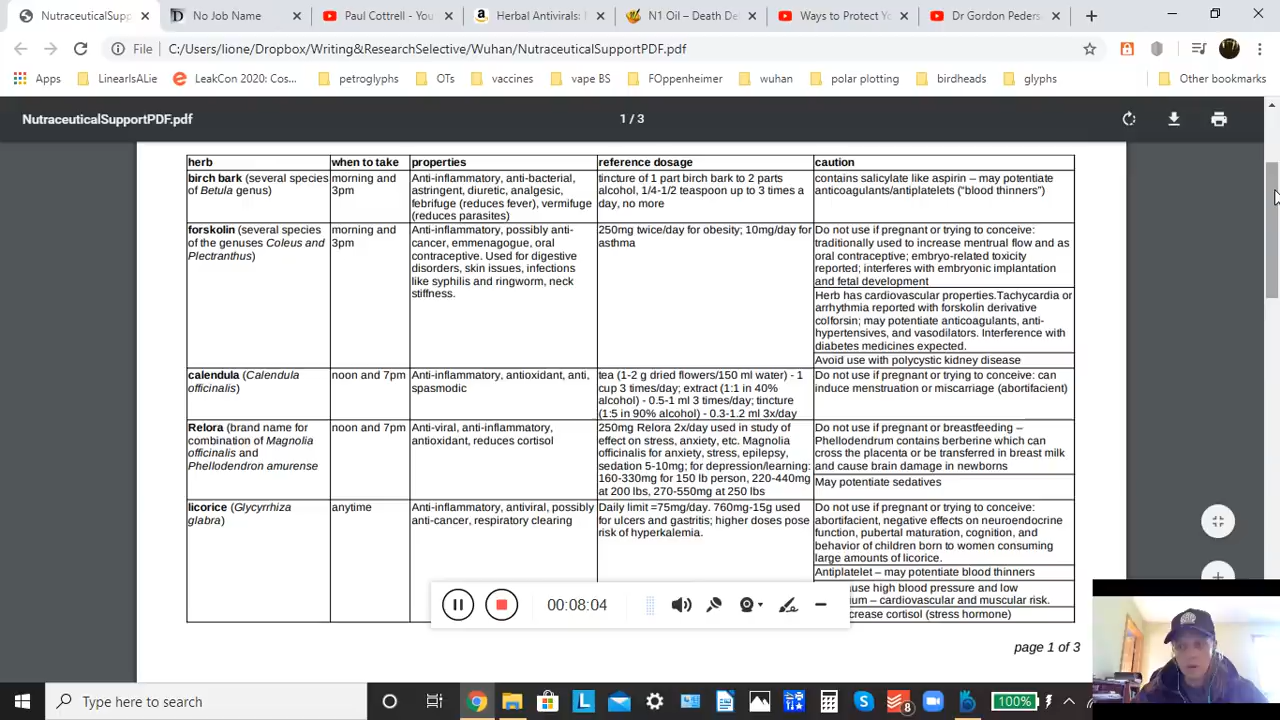 NutraceuticalSupp
No Job Name
Paul Cottrell - You
Herbal Antivirals:
N1 Oil – Death De
Ways to Protect Yo
Dr Gordon Peders
File
C:/Users/lione/Dropbox/Writing&ResearchSelective/Wuhan/NutraceuticalSupportPDF.pdf
Apps
LinearIsALie
LeakCon 2020: Cos...
petroglyphs
OTs
vaccines
vape BS
FOppenheimer
wuhan
polar plotting
birdheads
glyphs
Other bookmarks
NutraceuticalSupportPDF.pdf
1 / 3
herb
when to take
properties
reference dosage
caution
birch bark (several species
of Betula genus)
morning and
3pm
Anti-inflammatory, anti-bacterial,
astringent, diuretic, analgesic,
febrifuge (reduces fever), vermifuge
(reduces parasites)
tincture of 1 part birch bark to 2 parts
alcohol, 1/4-1/2 teaspoon up to 3 times a
day, no more
contains salicylate like aspirin – may potentiate
anticoagulants/antiplatelets ("blood thinners")
forskolin (several species
of the genuses Coleus and
Plectranthus)
morning and
3pm
Anti-inflammatory, possibly anti-
cancer, emmenagogue, oral
contraceptive. Used for digestive
disorders, skin issues, infections
like syphilis and ringworm, neck
stiffness.
250mg twice/day for obesity; 10mg/day for
asthma
Do not use if pregnant or trying to conceive:
traditionally used to increase mentrual flow and as
oral contraceptive; embryo-related toxicity
reported; interferes with embryonic implantation
and fetal development
Herb has cardiovascular properties.Tachycardia or
arrhythmia reported with forskolin derivative
colforsin; may potentiate anticoagulants, anti-
hypertensives, and vasodilators. Interference with
diabetes medicines expected.
Avoid use with polycystic kidney disease
calendula (Calendula
officinalis)
noon and 7pm
Anti-inflammatory, antioxidant, anti,
spasmodic
tea (1-2 g dried flowers/150 ml water) - 1
cup 3 times/day; extract (1:1 in 40%
alcohol) - 0.5-1 ml 3 times/day; tincture
(1:5 in 90% alcohol) - 0.3-1.2 ml 3x/day
Do not use if pregnant or trying to conceive: can
induce menstruation or miscarriage (abortifacient)
Relora (brand name for
combination of Magnolia
officinalis and
Phellodendron amurense
noon and 7pm
Anti-viral, anti-inflammatory,
antioxidant, reduces cortisol
250mg Relora 2x/day used in study of
effect on stress, anxiety, etc. Magnolia
officinalis for anxiety, stress, epilepsy,
sedation 5-10mg; for depression/learning:
160-330mg for 150 lb person, 220-440mg
at 200 lbs, 270-550mg at 250 lbs
Do not use if pregnant or breastfeeding –
Phellodendrum contains berberine which can
cross the placenta or be transferred in breast milk
and cause brain damage in newborns
May potentiate sedatives
licorice (Glycyrrhiza
glabra)
anytime
Anti-inflammatory, antiviral, possibly
anti-cancer, respiratory clearing
Daily limit =75mg/day. 760mg-15g used
for ulcers and gastritis; higher doses pose
risk of hyperkalemia.
Do not use if pregnant or trying to conceive:
abortifacient, negative effects on neuroendocrine
function, pubertal maturation, cognition, and
behavior of children born to women consuming
large amounts of licorice.
Antiplatelet – may potentiate blood thinners
use high blood pressure and low
ium – cardiovascular and muscular risk.
crease cortisol (stress hormone)
00:08:04
page 1 of 3
Type here to search
8
100%